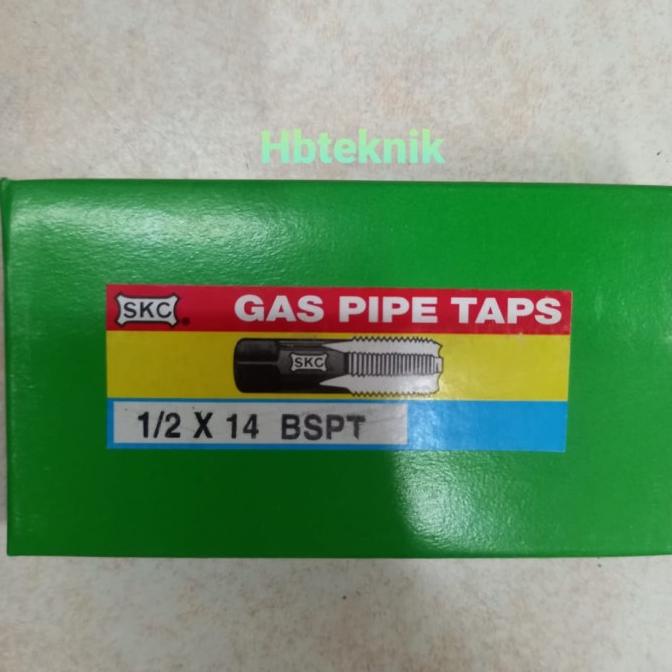 Hbteknik
SKC GAS PIPE TAPS
SKC
1/2 X 14 BSPT